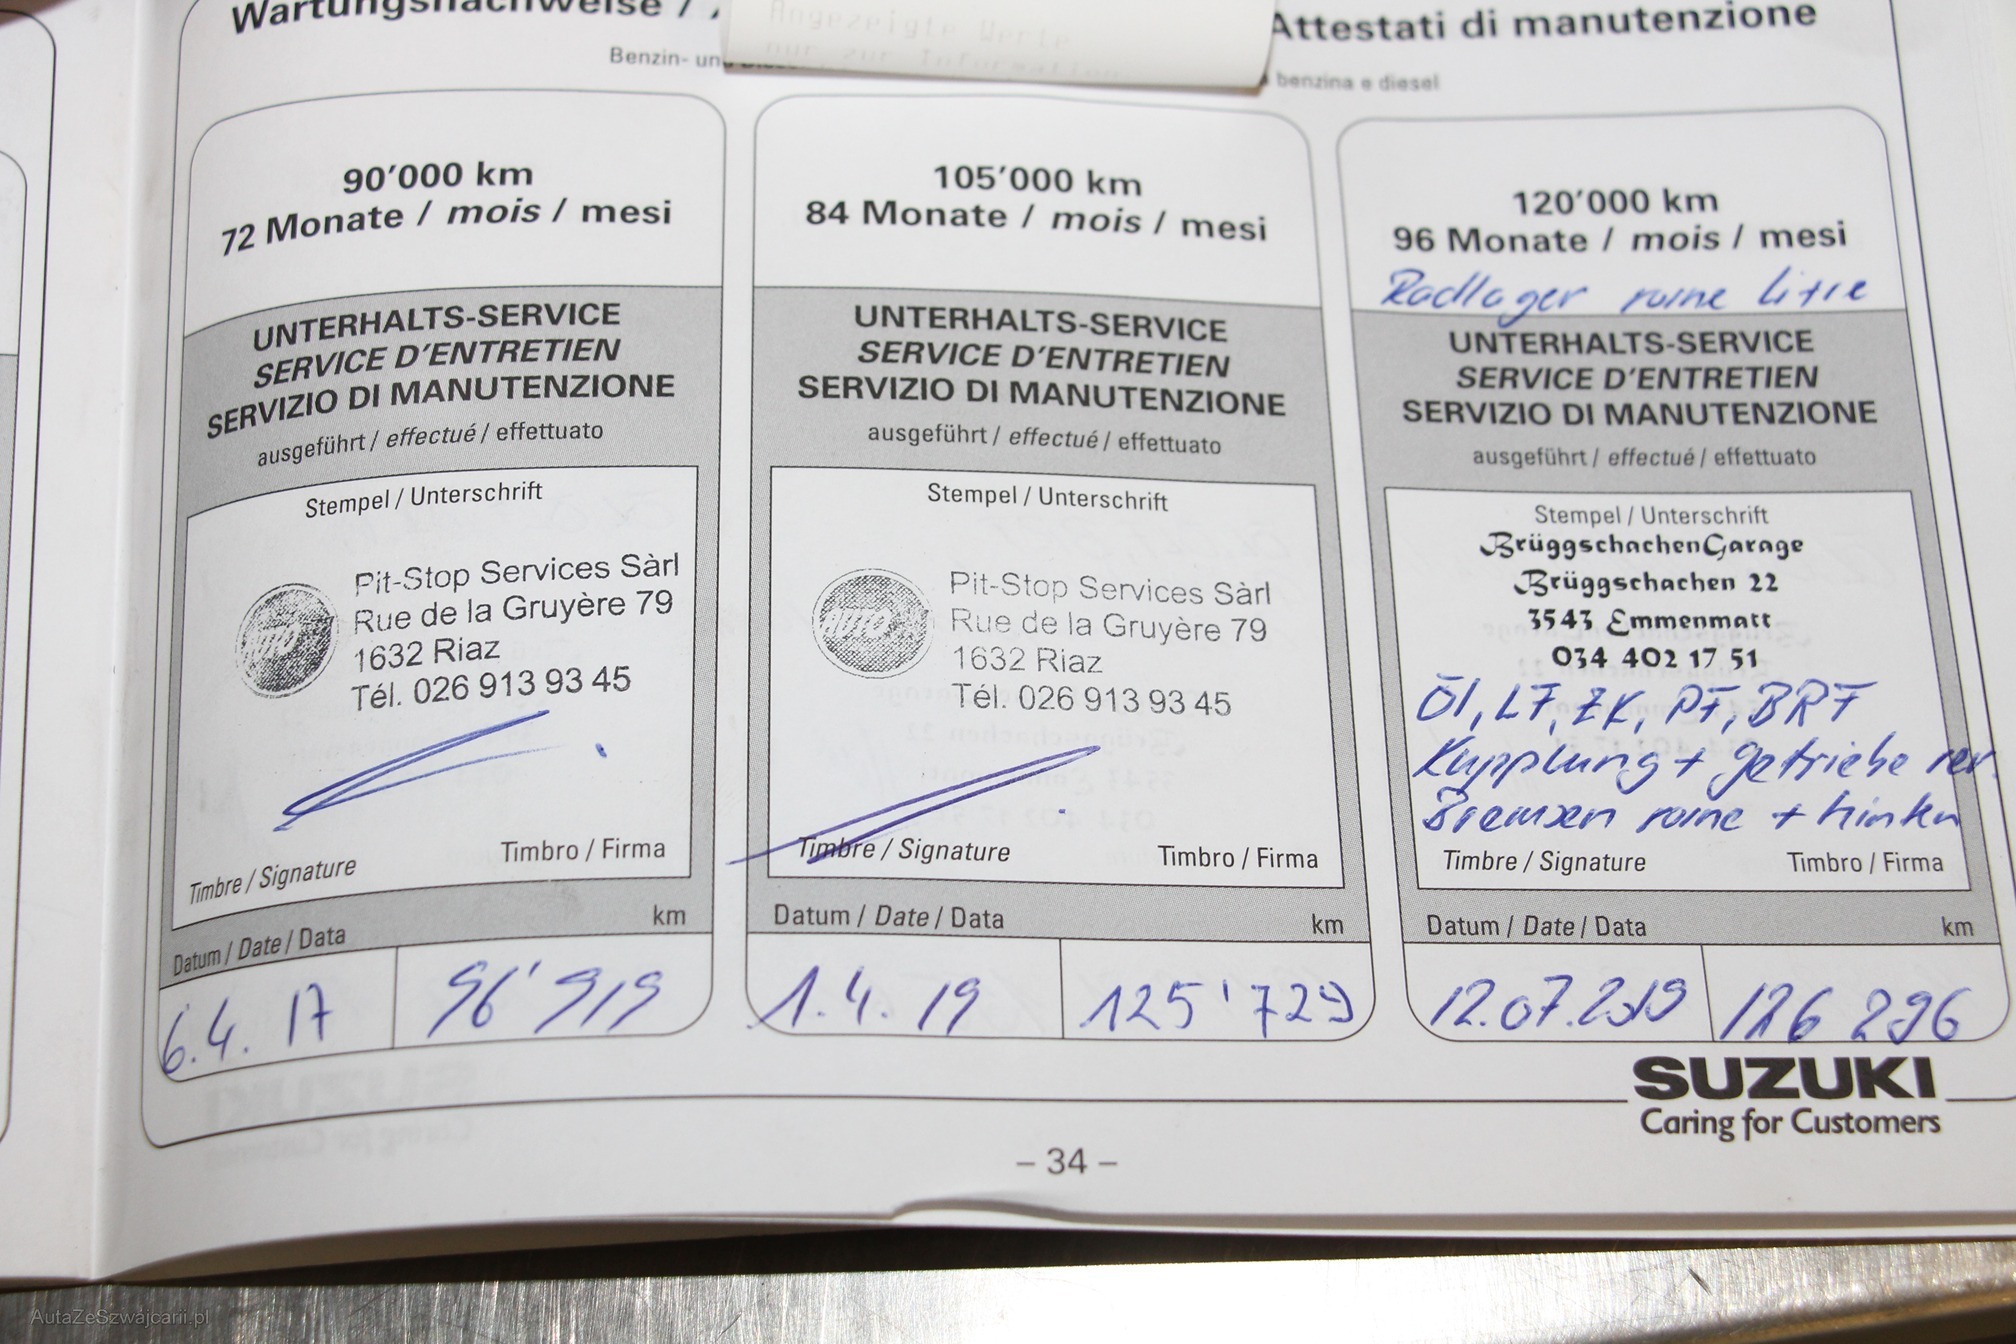 Wartungsnachweise /
Attestati di manutenzione
Angezeigte Werte
nur zur Information
Benzin- und
benzina e diesel
90'000 km
72 Monate / mois / mesi
UNTERHALTS-SERVICE
SERVICE D'ENTRETIEN
SERVIZIO DI MANUTENZIONE
ausgeführt / effectué / effettuato
Stempel / Unterschrift
AUTO
Pit-Stop Services Sàrl
Rue de la Gruyère 79
1632 Riaz
Tél. 026 913 93 45
Timbre / Signature
Timbro / Firma
Datum / Date / Data
km
6.4. 17
96'919
105'000 km
84 Monate / mois / mesi
UNTERHALTS-SERVICE
SERVICE D'ENTRETIEN
SERVIZIO DI MANUTENZIONE
ausgeführt / effectué / effettuato
Stempel / Unterschrift
AUTO
Pit-Stop Services Sàrl
Rue de la Gruyère 79
1632 Riaz
Tél. 026 913 93 45
Timbre / Signature
Timbro / Firma
Datum / Date / Data
km
1.4. 19
125'729
120'000 km
96 Monate / mois / mesi
Radlager
UNTERHALTS-SERVICE
SERVICE D'ENTRETIEN
SERVIZIO DI MANUTENZIONE
ausgeführt / effectué / effettuato
Stempel / Unterschrift
BrüggschachenGarage
Brüggschachen 22
3543 Emmenmatt
034 402 17 51
Öl, LF, ZK, PF, BRF
Kupplung + Getriebe rev.
Bremsen + hinten
Timbre / Signature
Timbro / Firma
Datum / Date / Data
km
12.07.2019
126 296
SUZUKI
Caring for Customers
– 34 –
AutaZeSzwajcarii.pl